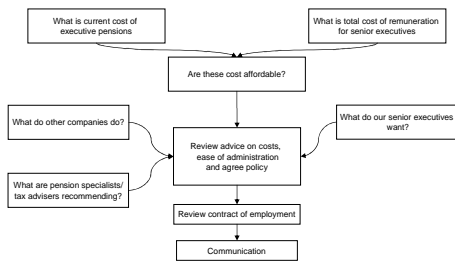 What is current cost of
executive pensions
What is total cost of remuneration
for senior executives
Are these cost affordable?
What do other companies do?
What do our senior executives
want?
Review advice on costs,
ease of administration
and agree policy
What are pension specialists/
tax advisers recommending?
Review contract of employment
Communication